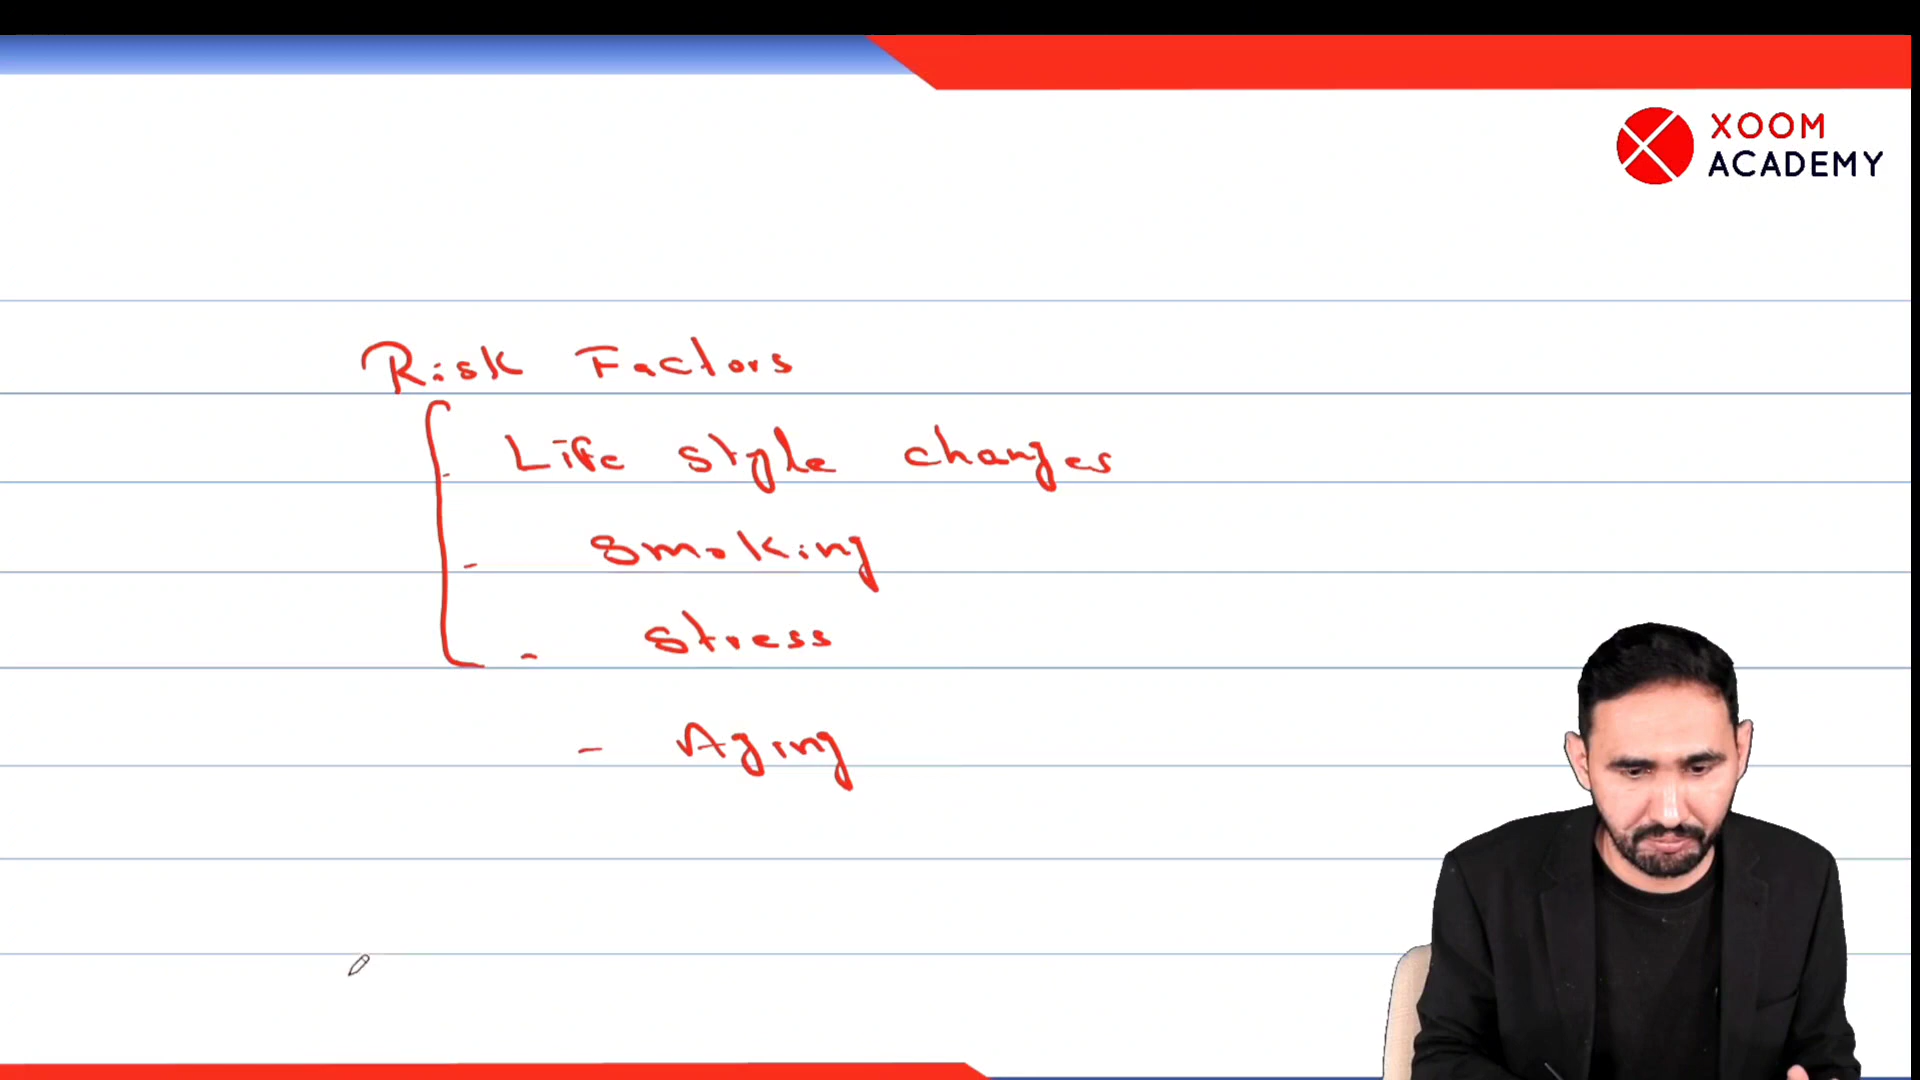 XOOM
ACADEMY
Risk Factors
- Life style changes
- Smoking
- Stress
- Aging